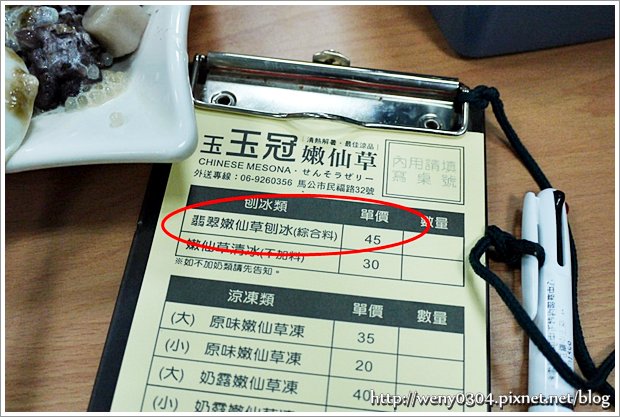 玉 玉冠 [清熱解暑・最佳涼品] 嫩仙草
CHINESE MESONA・せんそうゼリー
外送專線：06-9260356 馬公市民福路32號
內用請填
寫桌號
刨冰類 單價 數量
翡翠嫩仙草刨冰(綜合料) 45
嫩仙草清冰(不加料) 30
※如不加奶類請先告知。
涼凍類 單價 數量
(大) 原味嫩仙草凍 35
(小) 原味嫩仙草凍 20
(大) 奶露嫩仙草凍 40
(小) 奶露嫩仙草凍
http://weny0304.pixnet.net/blog